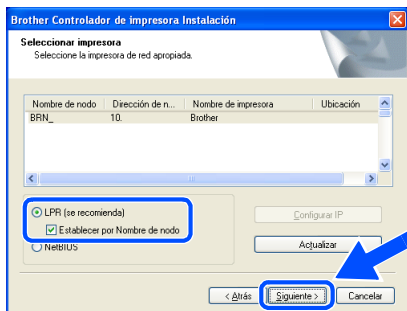 Brother Controlador de impresora Instalación
Seleccionar impresora
Seleccione la impresora de red apropiada.
Nombre de nodo Dirección de n... Nombre de impresora Ubicación
BRN_ 10. Brother
LPR (se recomienda)
Establecer por Nombre de nodo
NetBIUS
Configurar IP
Actualizar
< Atrás Siguiente > Cancelar